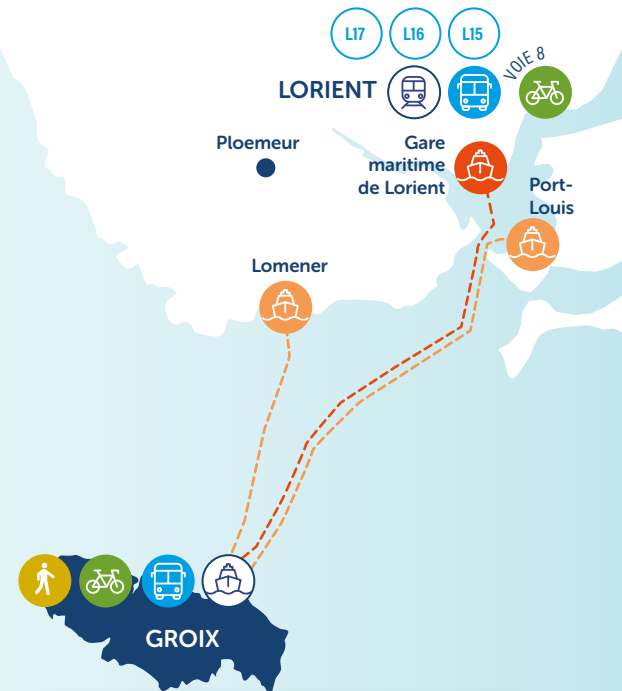 L17 L16 L15
VOIE 8
LORIENT
Ploemeur
Gare
maritime
de Lorient
Port-
Louis
Lomener
GROIX